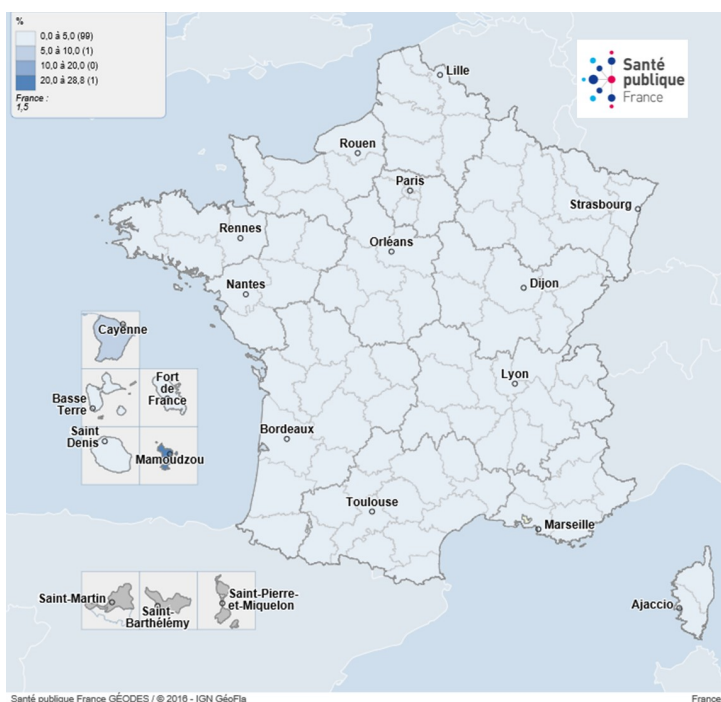 %
0,0 à 5,0 (99)
5,0 à 10,0 (1)
10,0 à 20,0 (0)
20,0 à 28,8 (1)
France :
1,5
Santé
publique
France
Lille
Rouen
Paris
Strasbourg
Rennes
Orléans
Nantes
Dijon
Cayenne
Lyon
Fort
de
France
Basse
Terre
Saint
Denis
Bordeaux
Mamoudzou
Toulouse
Marseille
Saint-Martin
Saint-
Barthélémy
Saint-Pierre-
et-Miquelon
Ajaccio
Santé publique France GÉODES / © 2016 - IGN GéoFla
France